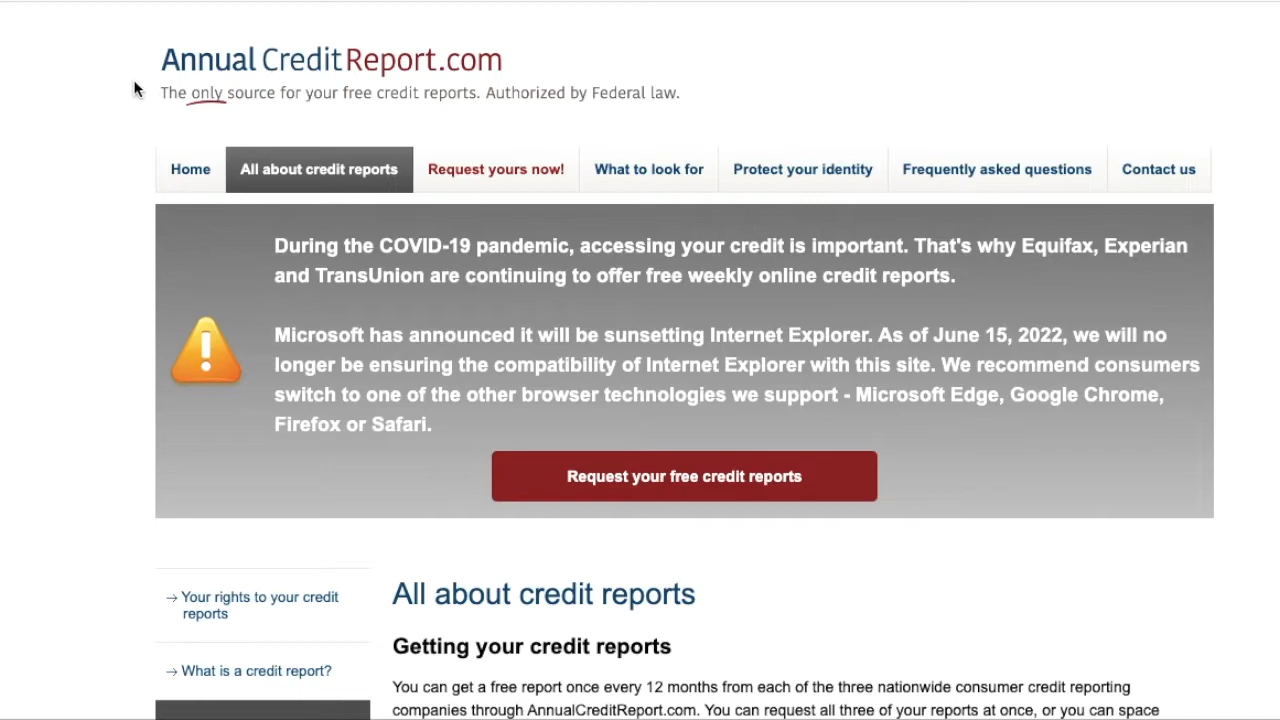 AnnualCreditReport.com
The only source for your free credit reports. Authorized by Federal law.
Home
All about credit reports
Request yours now!
What to look for
Protect your identity
Frequently asked questions
Contact us
During the COVID-19 pandemic, accessing your credit is important. That's why Equifax, Experian
and TransUnion are continuing to offer free weekly online credit reports.
Microsoft has announced it will be sunsetting Internet Explorer. As of June 15, 2022, we will no
longer be ensuring the compatibility of Internet Explorer with this site. We recommend consumers
switch to one of the other browser technologies we support - Microsoft Edge, Google Chrome,
Firefox or Safari.
Request your free credit reports
→ Your rights to your credit
reports
→ What is a credit report?
All about credit reports
Getting your credit reports
You can get a free report once every 12 months from each of the three nationwide consumer credit reporting
companies through AnnualCreditReport.com. You can request all three of your reports at once, or you can space